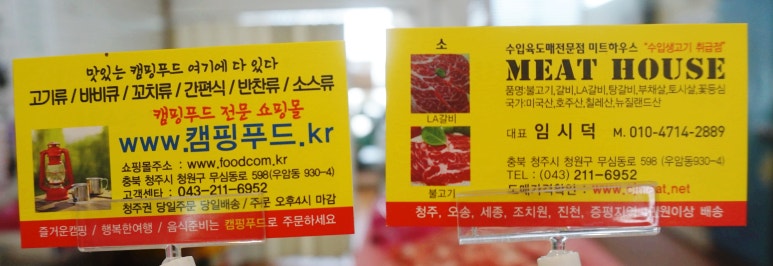 맛있는 캠핑푸드 여기에 다 있다
고기류 / 바비큐 / 꼬치류 / 간편식 / 반찬류 / 소스류
캠핑푸드 전문 쇼핑몰
www.캠핑푸드.kr
쇼핑몰주소 : www.foodcom.kr
충북 청주시 청원구 무심동로 598(우암동 930-4)
고객센타 : (043-211-6952
청주권 당일주문 당일배송 / 주로 오후4시 마감
즐거운캠핑 / 행복한여행 / 음식준비는 캠핑푸드로 주문하세요
소
LA갈비
불고기
수입육도매전문점 미트하우스 "수입생고기 취급점"
MEAT HOUSE
품명:불고기,갈비,LA갈비,탕갈비,부채살,토시살,꽃등심
국가:미국산,호주산,칠레산,뉴질랜드산
대표 임시덕 M. 010-4714-2889
충북 청주시 청원구 무심동로 598 (우암동 930-4)
TEL : (043) 211-6952
도매가격확인 :
청주, 오송, 세종, 조치원, 진천, 증평지역 배송